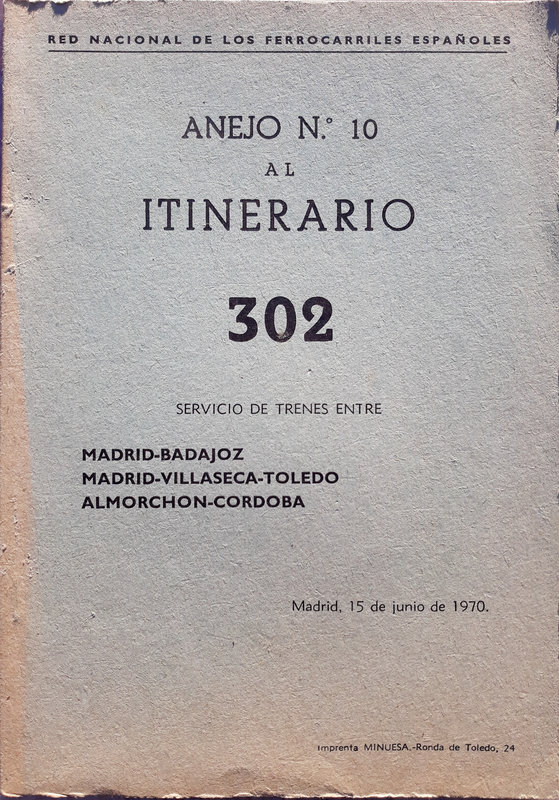 RED NACIONAL DE LOS FERROCARRILES ESPAÑOLES
ANEJO N.º 10
AL
ITINERARIO
302
SERVICIO DE TRENES ENTRE
MADRID-BADAJOZ
MADRID-VILLASECA-TOLEDO
ALMORCHON-CORDOBA
Madrid, 15 de junio de 1970.
Imprenta MINUESA.-Ronda de Toledo, 24